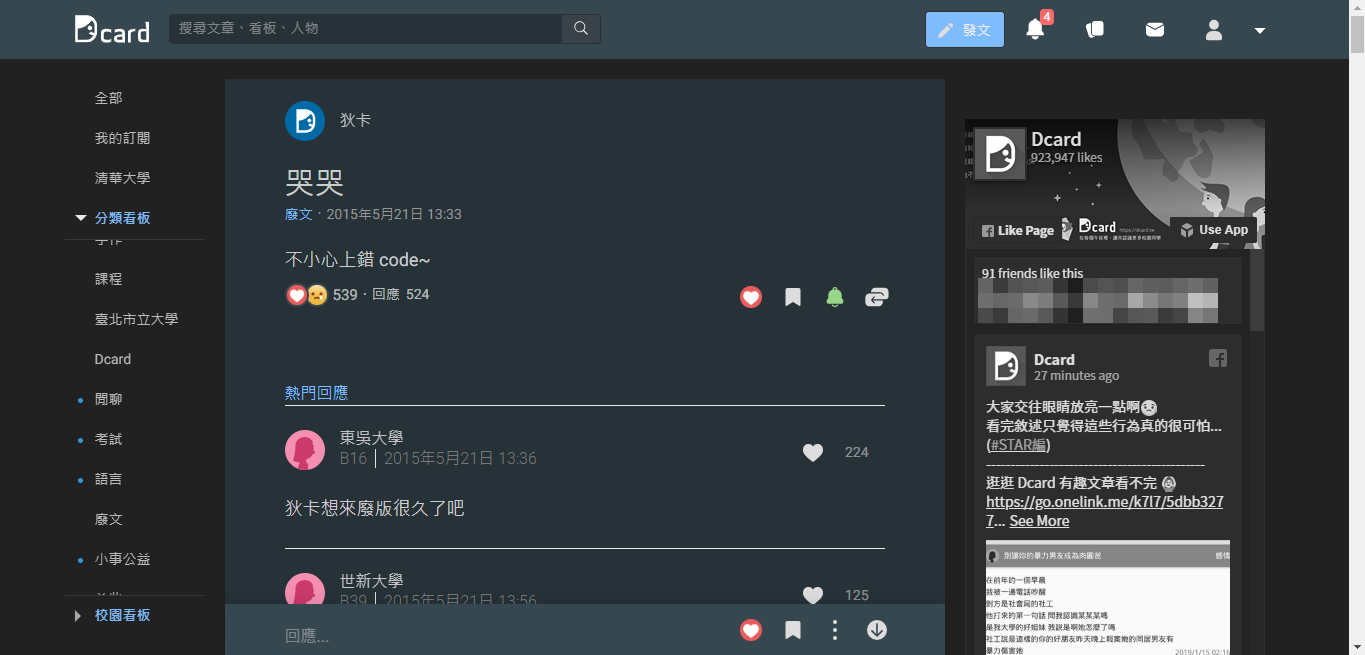 Dcard
搜尋文章、看板、人物
發文
4
全部
我的訂閱
清華大學
分類看板
課程
臺北市立大學
Dcard
閒聊
考試
語言
廢文
小事公益
校園看板
狄卡
哭哭
廢文 · 2015年5月21日 13:33
不小心上錯 code~
539 · 回應 524
熱門回應
東吳大學
B16 | 2015年5月21日 13:36
224
狄卡想來廢版很久了吧
世新大學
B39 | 2015年5月21日 13:56
125
回應...
Dcard
923,947 likes
Like Page
Dcard
https://dcard.tw
Use App
91 friends like this
Dcard
27 minutes ago
大家交往眼睛放亮一點啊😢
看完敘述只覺得這些行為真的很可怕...
(#STAR編)
---------------------------------------------
逛逛 Dcard 有趣文章看不完
https://go.onelink.me/k7l7/5dbb327
7... See More
別讓妳的暴力男友成為肉圓爸
感情
在前年的一個早晨
我被一通電話吵醒
對方是社會局的社工
他打來的第一句話 問我認識某某某嗎
是我大學的好姐妹 我說是啊她怎麼了嗎
社工說是這樣的你的好朋友昨天晚上報案她的同居男友有
暴力傷害她
2019/1/15 02:16